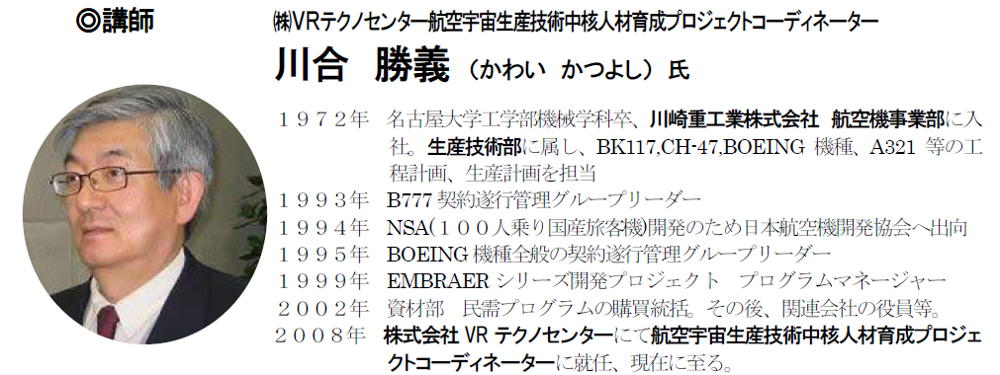 ◎講師
㈱VRテクノセンター航空宇宙生産技術中核人材育成プロジェクトコーディネーター
川合　勝義（かわい　かつよし）氏
１９７２年　名古屋大学工学部機械学科卒、川崎重工業株式会社 航空機事業部に入
社。生産技術部に属し、BK117,CH-47,BOEING 機種、A321 等の工
程計画、生産計画を担当
１９９３年　B777 契約遂行管理グループリーダー
１９９４年　NSA(１００人乗り国産旅客機)開発のため日本航空機開発協会へ出向
１９９５年　BOEING 機種全般の契約遂行管理グループリーダー
１９９９年　EMBRAER シリーズ開発プロジェクト　プログラムマネージャー
２００２年　資材部　民需プログラムの購買統括。その後、関連会社の役員等。
２００８年　株式会社 VR テクノセンターにて航空宇宙生産技術中核人材育成プロジェ
クトコーディネーターに就任、現在に至る。